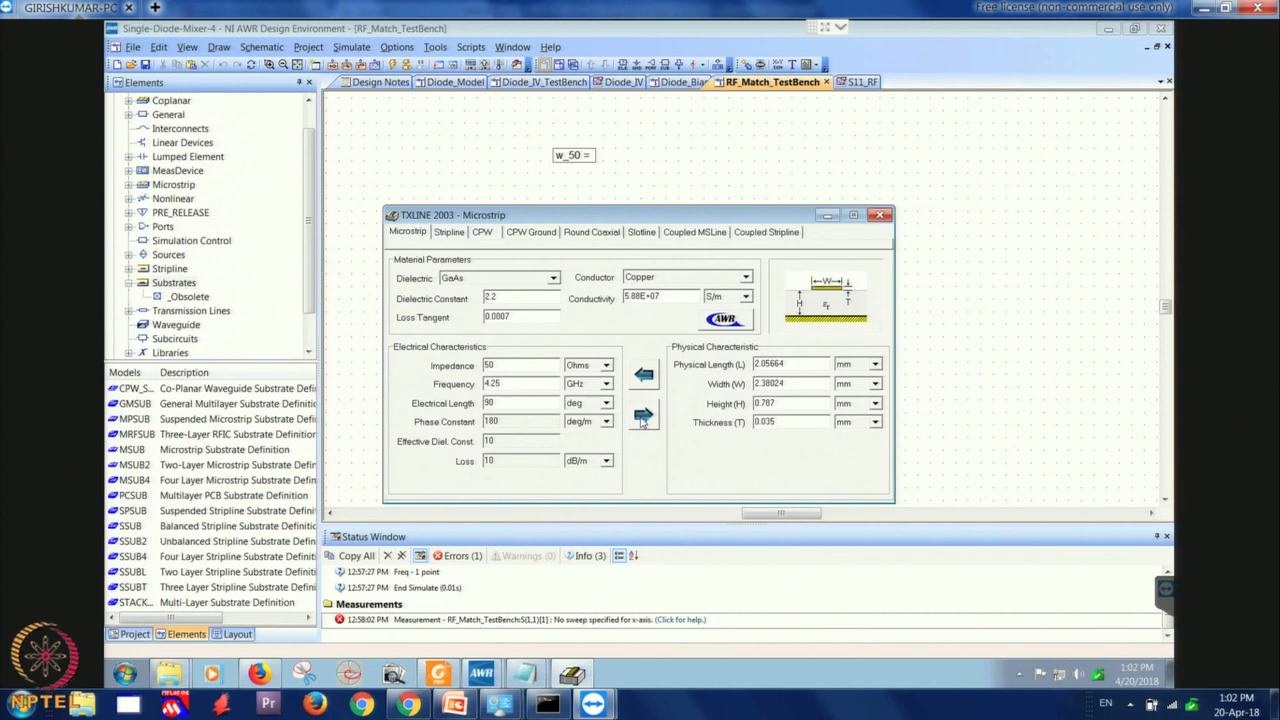 GIRISHKUMAR-PC
Free license (non-commercial use only)
Single-Diode-Mixer-4 - NI AWR Design Environment - [RF_Match_TestBench]
File Edit View Draw Schematic Project Simulate Options Tools Scripts Window Help
Elements
Design Notes Diode_Model Diode_IV_TestBench Diode_IV Diode_Bia RF_Match_TestBench S11_RF
Coplanar
General
Interconnects
Linear Devices
Lumped Element
MeasDevice
Microstrip
Nonlinear
PRE_RELEASE
Ports
Simulation Control
Sources
Stripline
Substrates
_Obsolete
Transmission Lines
Waveguide
Subcircuits
Libraries
w_50 =
TXLINE 2003 - Microstrip
Microstrip Stripline CPW CPW Ground Round Coaxial Slotline Coupled MSLine Coupled Stripline
Material Parameters
Dielectric GaAs Conductor Copper
Dielectric Constant 2.2 Conductivity 5.88E+07 S/m
Loss Tangent 0.0007
AWR
W
H
εr
T
Electrical Characteristics
Impedance 50 Ohms
Frequency 4.25 GHz
Electrical Length 90 deg
Phase Constant 180 deg/m
Effective Diel. Const. 10
Loss 10 dB/m
Physical Characteristic
Physical Length (L) 2.05664 mm
Width (W) 2.38024 mm
Height (H) 0.787 mm
Thickness (T) 0.035 mm
Models Description
CPW_S... Co-Planar Waveguide Substrate Defin
GMSUB General Multilayer Substrate Definition
MPSUB Suspended Microstrip Substrate Defin
MRFSUB Three-Layer RFIC Substrate Definition
MSUB Microstrip Substrate Definition
MSUB2 Two-Layer Microstrip Substrate Defin
MSUB4 Four Layer Microstrip Substrate Defin
PCSUB Multilayer PCB Substrate Definition
SPSUB Suspended Stripline Substrate Definiti
SSUB Balanced Stripline Substrate Definition
SSUB2 Unbalanced Stripline Substrate Definit
SSUB4 Four Layer Stripline Substrate Definiti
SSUBL Two Layer Stripline Substrate Definitio
SSUBT Three Layer Stripline Substrate Definit
STACK... Multi-Layer Substrate Definition
Project Elements Layout
Status Window
Copy All Errors (1) Warnings (0) Info (3)
12:57:27 PM Freq - 1 point
12:57:27 PM End Simulate (0.01s)
Measurements
12:58:02 PM Measurement - RF_Match_TestBench:S(1,1)[1] : No sweep specified for x-axis. (Click for help.)
AWR
1:02 PM
4/20/2018
NPTEL
Pr
EN
1:02 PM
20-Apr-18